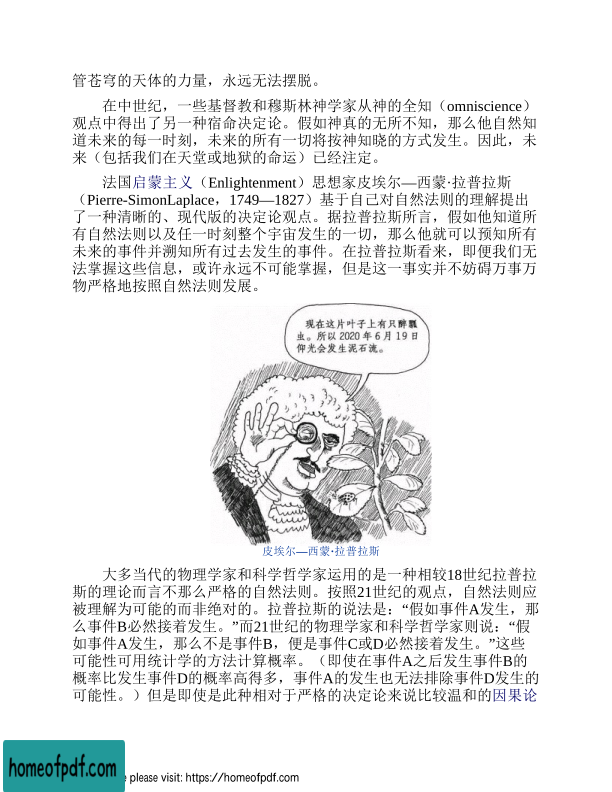 管苍穹的天体的力量，永远无法摆脱。
在中世纪，一些基督教和穆斯林神学家从神的全知（omniscience）
观点中得出了另一种宿命决定论。假如神真的无所不知，那么他自然知
道未来的每一时刻，未来的所有一切将按神知晓的方式发生。因此，未
来（包括我们在天堂或地狱的命运）已经注定。
法国启蒙主义（Enlightenment）思想家皮埃尔—西蒙·拉普拉斯
（Pierre-SimonLaplace，1749—1827）基于自己对自然法则的理解提出
了一种清晰的、现代版的决定论观点。据拉普拉斯所言，假如他知道所
有自然法则以及任一时刻整个宇宙发生的一切，那么他就可以预知所有
未来的事件并溯知所有过去发生的事件。在拉普拉斯看来，即便我们无
法掌握这些信息，或许永远不可能掌握，但是这一事实并不妨碍万事万
物严格地按照自然法则发展。
现在这片叶子上有只醉瓢
虫。所以 2020 年 6 月 19 日
仰光会发生泥石流。
皮埃尔—西蒙·拉普拉斯
大多当代的物理学家和科学哲学家运用的是一种相较18世纪拉普拉
斯的理论而言不那么严格的自然法则。按照21世纪的观点，自然法则应
被理解为可能的而非绝对的。拉普拉斯的说法是：“假如事件A发生，那
么事件B必然接着发生。”而21世纪的物理学家和科学哲学家则说：“假
如事件A发生，那么不是事件B，便是事件C或D必然接着发生。”这些
可能性可用统计学的方法计算概率。（即使在事件A之后发生事件B的
概率比发生事件D的概率高得多，事件A的发生也无法排除事件D发生的
可能性。）但是即使是此种相对于严格的决定论来说比较温和的因果论
homeofpdf.com
e please visit: https://homeofpdf.com